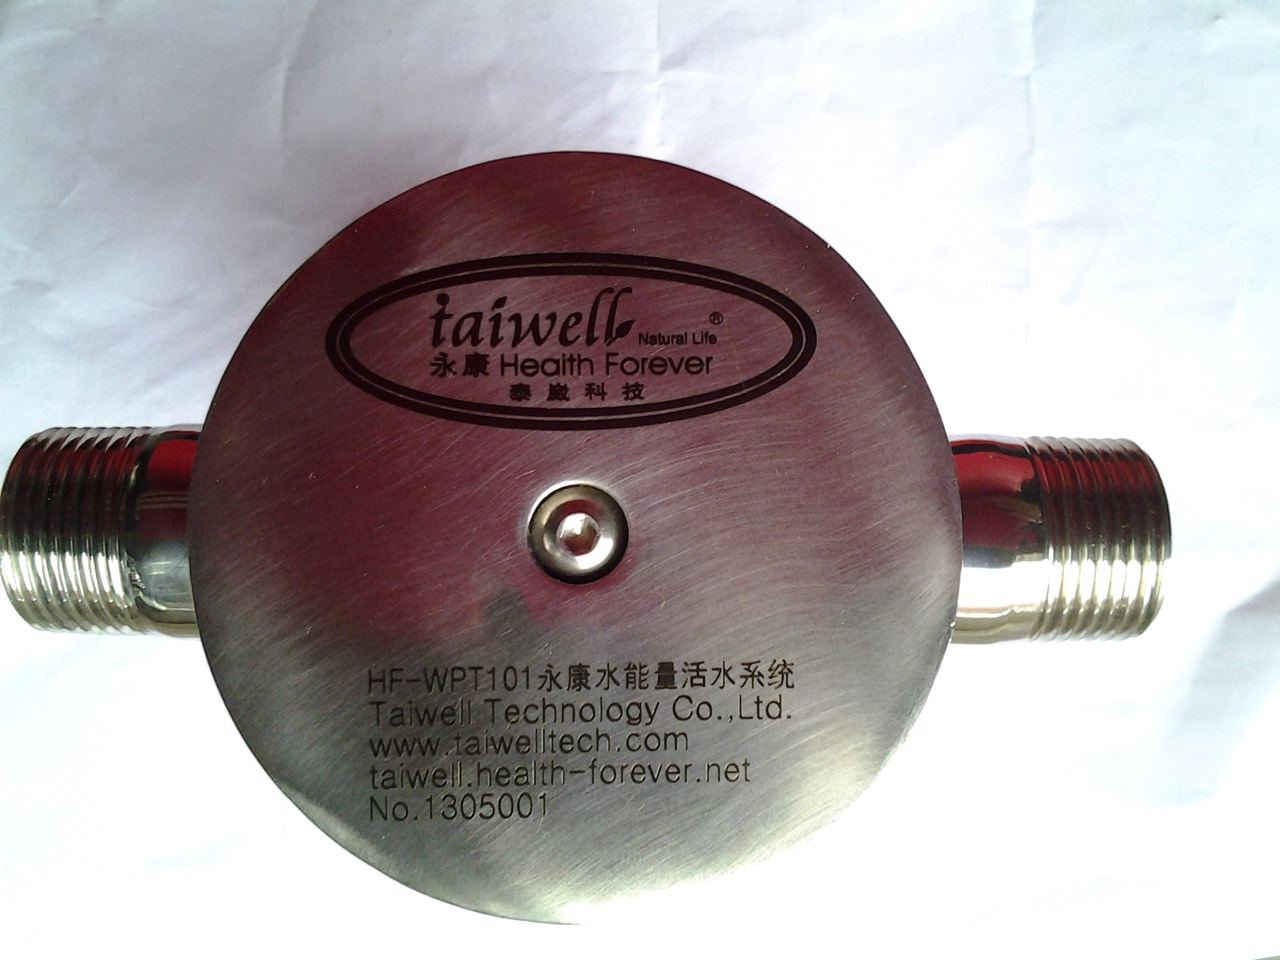 taiwell
®
Natural Life
永康 Health Forever
泰崴科技
HF-WPT101永康水能量活水系统
Taiwell Technology Co.,Ltd.
www.taiwelltech.com
taiwell.health-forever.net
No.1305001